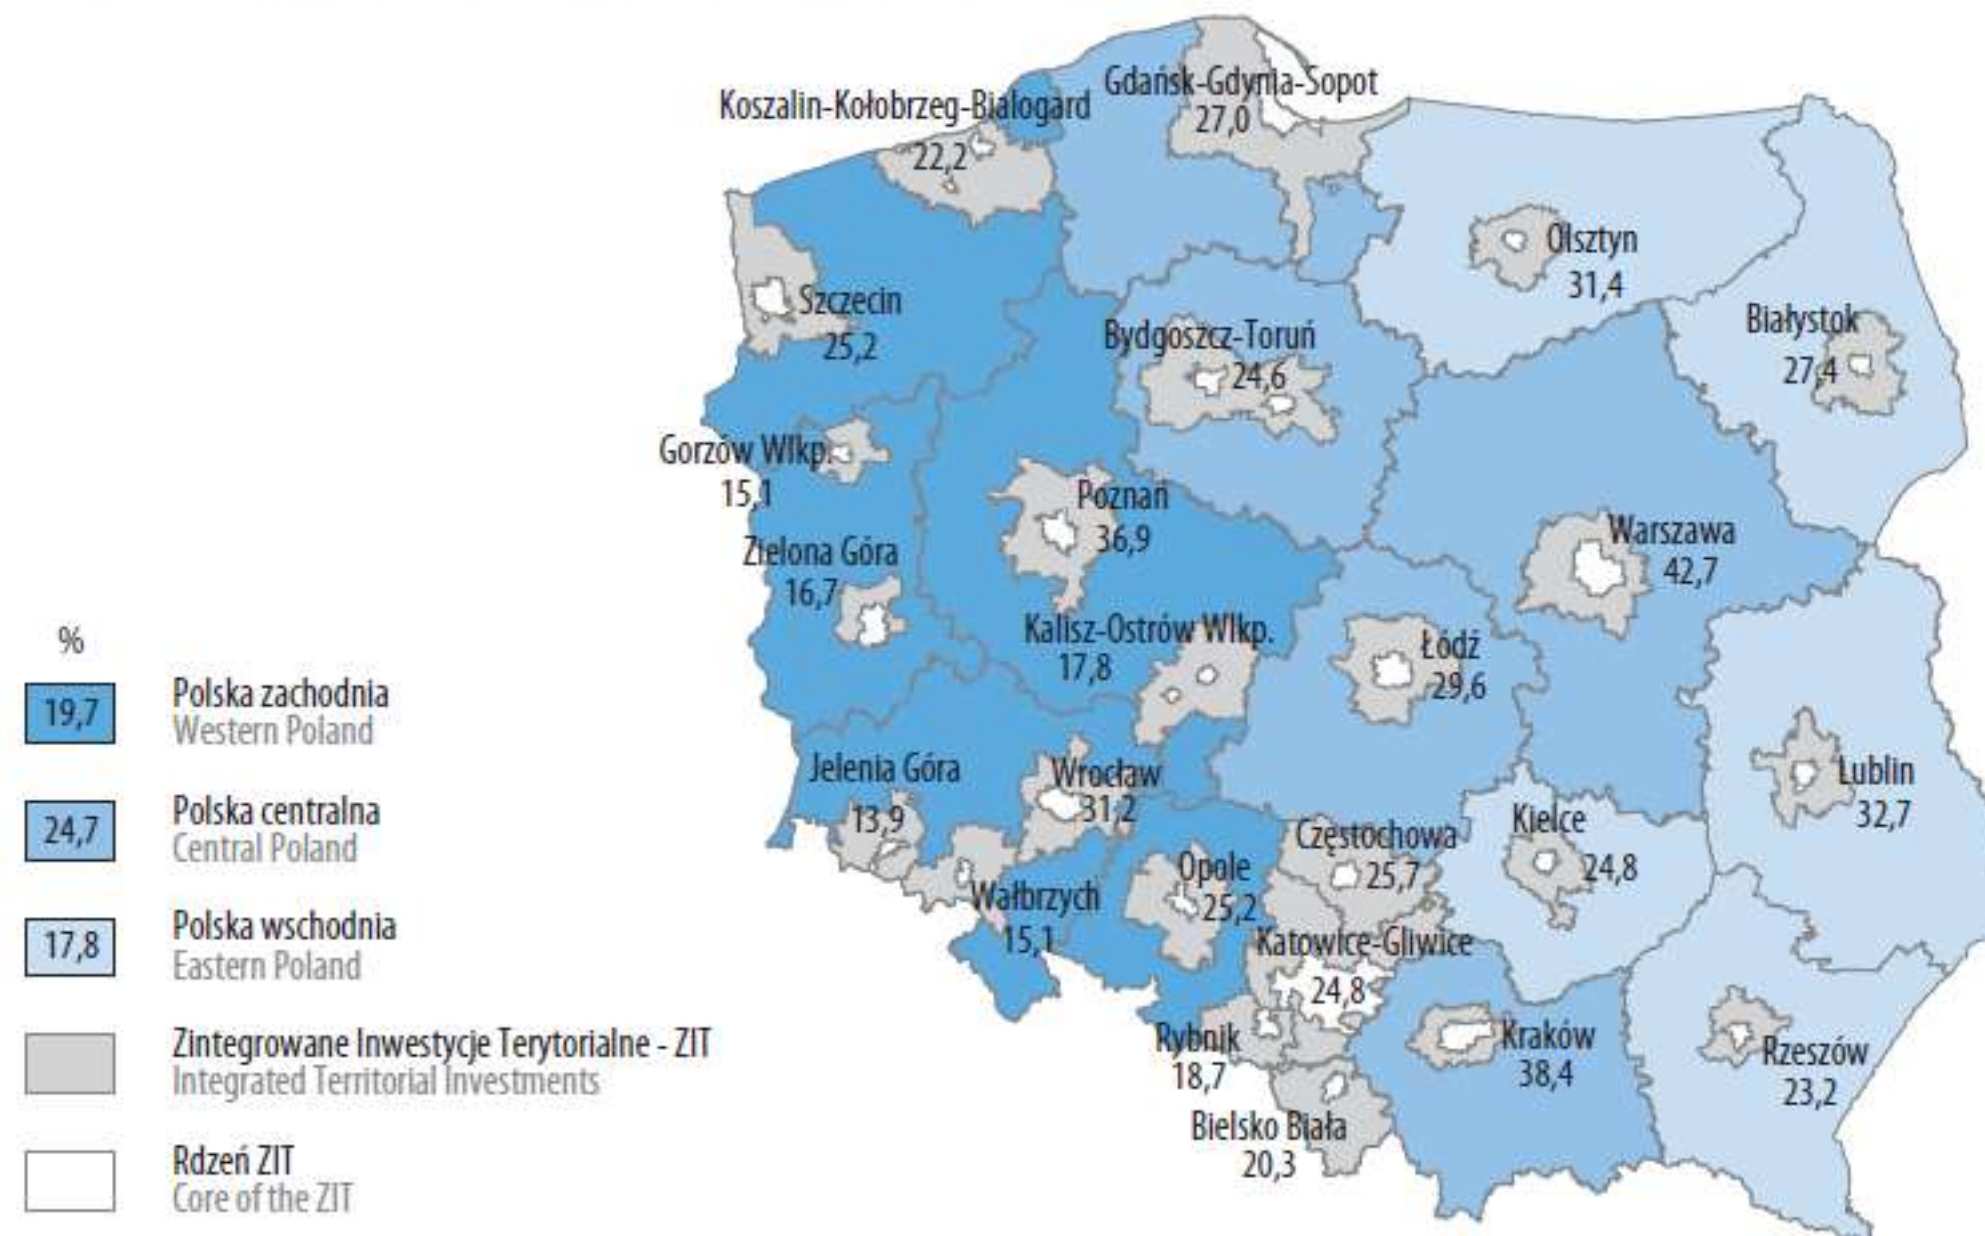 Koszalin-Kołobrzeg-Bialogard
22,2
Gdańsk-Gdynia-Sopot
27,0
Olsztyn
31,4
Szczecin
25,2
Bydgoszcz-Toruń
24,6
Białystok
27,4
Gorzów Wlkp.
15,1
Poznań
36,9
Warszawa
42,7
Zielona Góra
16,7
Kalisz-Ostrów Wlkp.
17,8
Łódź
29,6
Jelenia Góra
13,9
Wrocław
31,2
Lublin
32,7
Kielce
24,8
Częstochowa
25,7
Opole
25,2
Wałbrzych
15,1
Katowice-Gliwice
24,8
Rybnik
18,7
Kraków
38,4
Rzeszów
23,2
Bielsko Biała
20,3
%
19,7
Polska zachodnia
Western Poland
24,7
Polska centralna
Central Poland
17,8
Polska wschodnia
Eastern Poland
Zintegrowane Inwestycje Terytorialne - ZIT
Integrated Territorial Investments
Rdzeń ZIT
Core of the ZIT